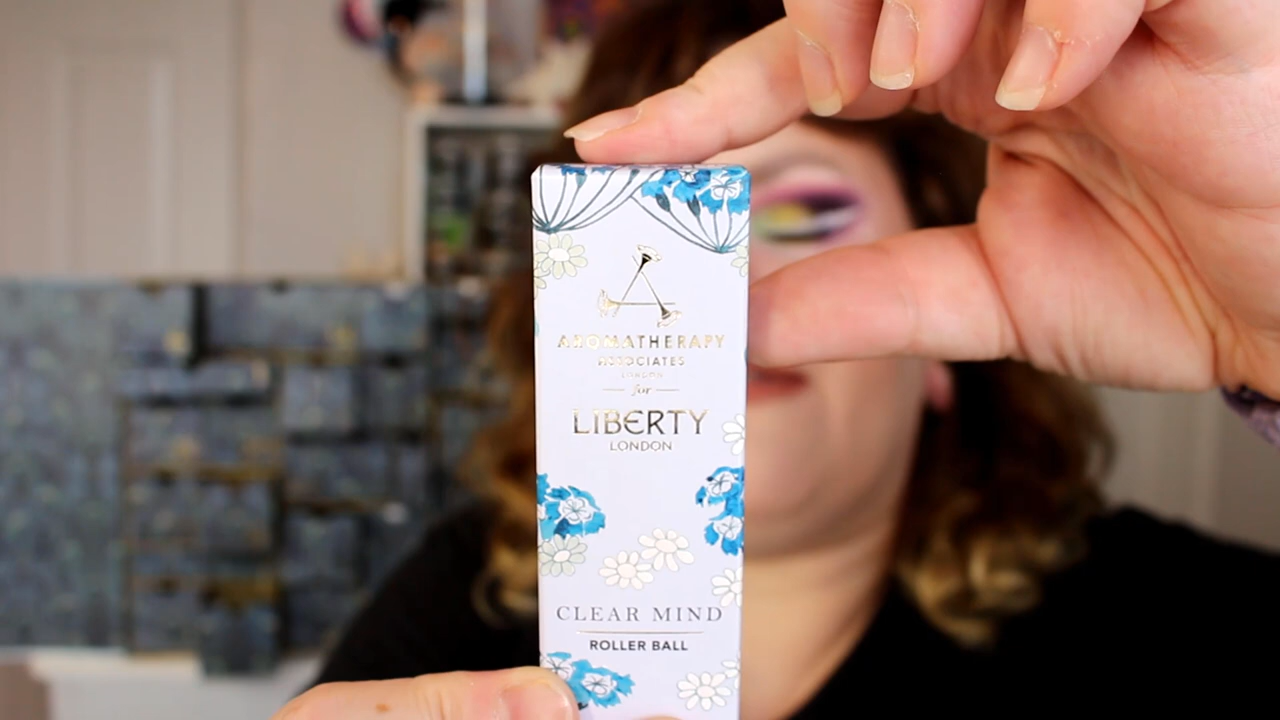 AROMATHERAPY
ASSOCIATES
LONDON
for
LIBERTY
LONDON
CLEAR MIND
ROLLER BALL